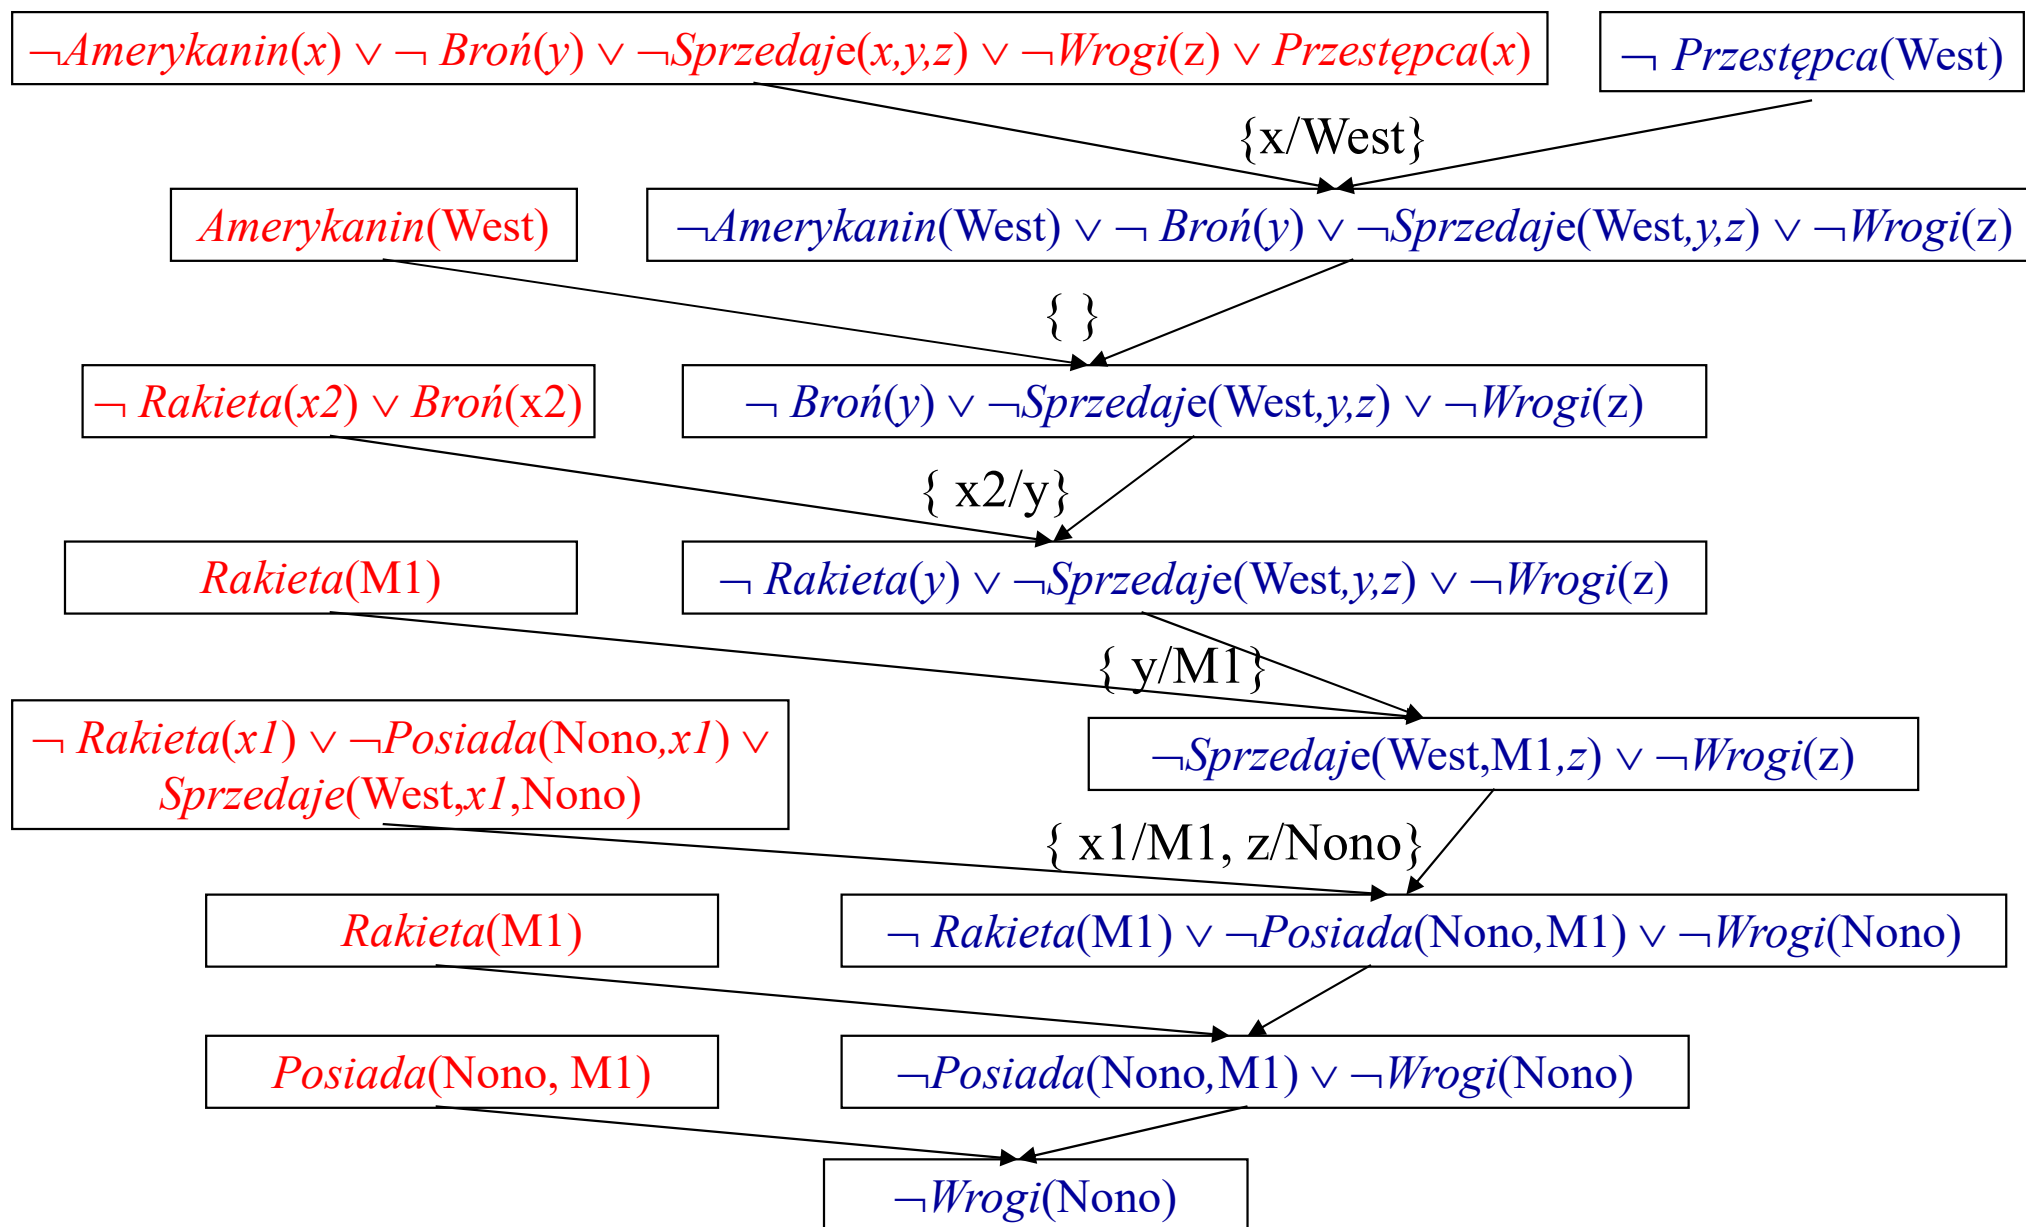 ¬Amerykanin(x) ∨ ¬ Broń(y) ∨ ¬Sprzedaje(x,y,z) ∨ ¬Wrogi(z) ∨ Przestępca(x)
¬ Przestępca(West)
{x/West}
Amerykanin(West)
¬Amerykanin(West) ∨ ¬ Broń(y) ∨ ¬Sprzedaje(West,y,z) ∨ ¬Wrogi(z)
{ }
¬ Rakieta(x2) ∨ Broń(x2)
¬ Broń(y) ∨ ¬Sprzedaje(West,y,z) ∨ ¬Wrogi(z)
{ x2/y}
Rakieta(M1)
¬ Rakieta(y) ∨ ¬Sprzedaje(West,y,z) ∨ ¬Wrogi(z)
{ y/M1}
¬ Rakieta(x1) ∨ ¬Posiada(Nono,x1) ∨
Sprzedaje(West,x1,Nono)
¬Sprzedaje(West,M1,z) ∨ ¬Wrogi(z)
{ x1/M1, z/Nono}
Rakieta(M1)
¬ Rakieta(M1) ∨ ¬Posiada(Nono,M1) ∨ ¬Wrogi(Nono)
Posiada(Nono, M1)
¬Posiada(Nono,M1) ∨ ¬Wrogi(Nono)
¬Wrogi(Nono)